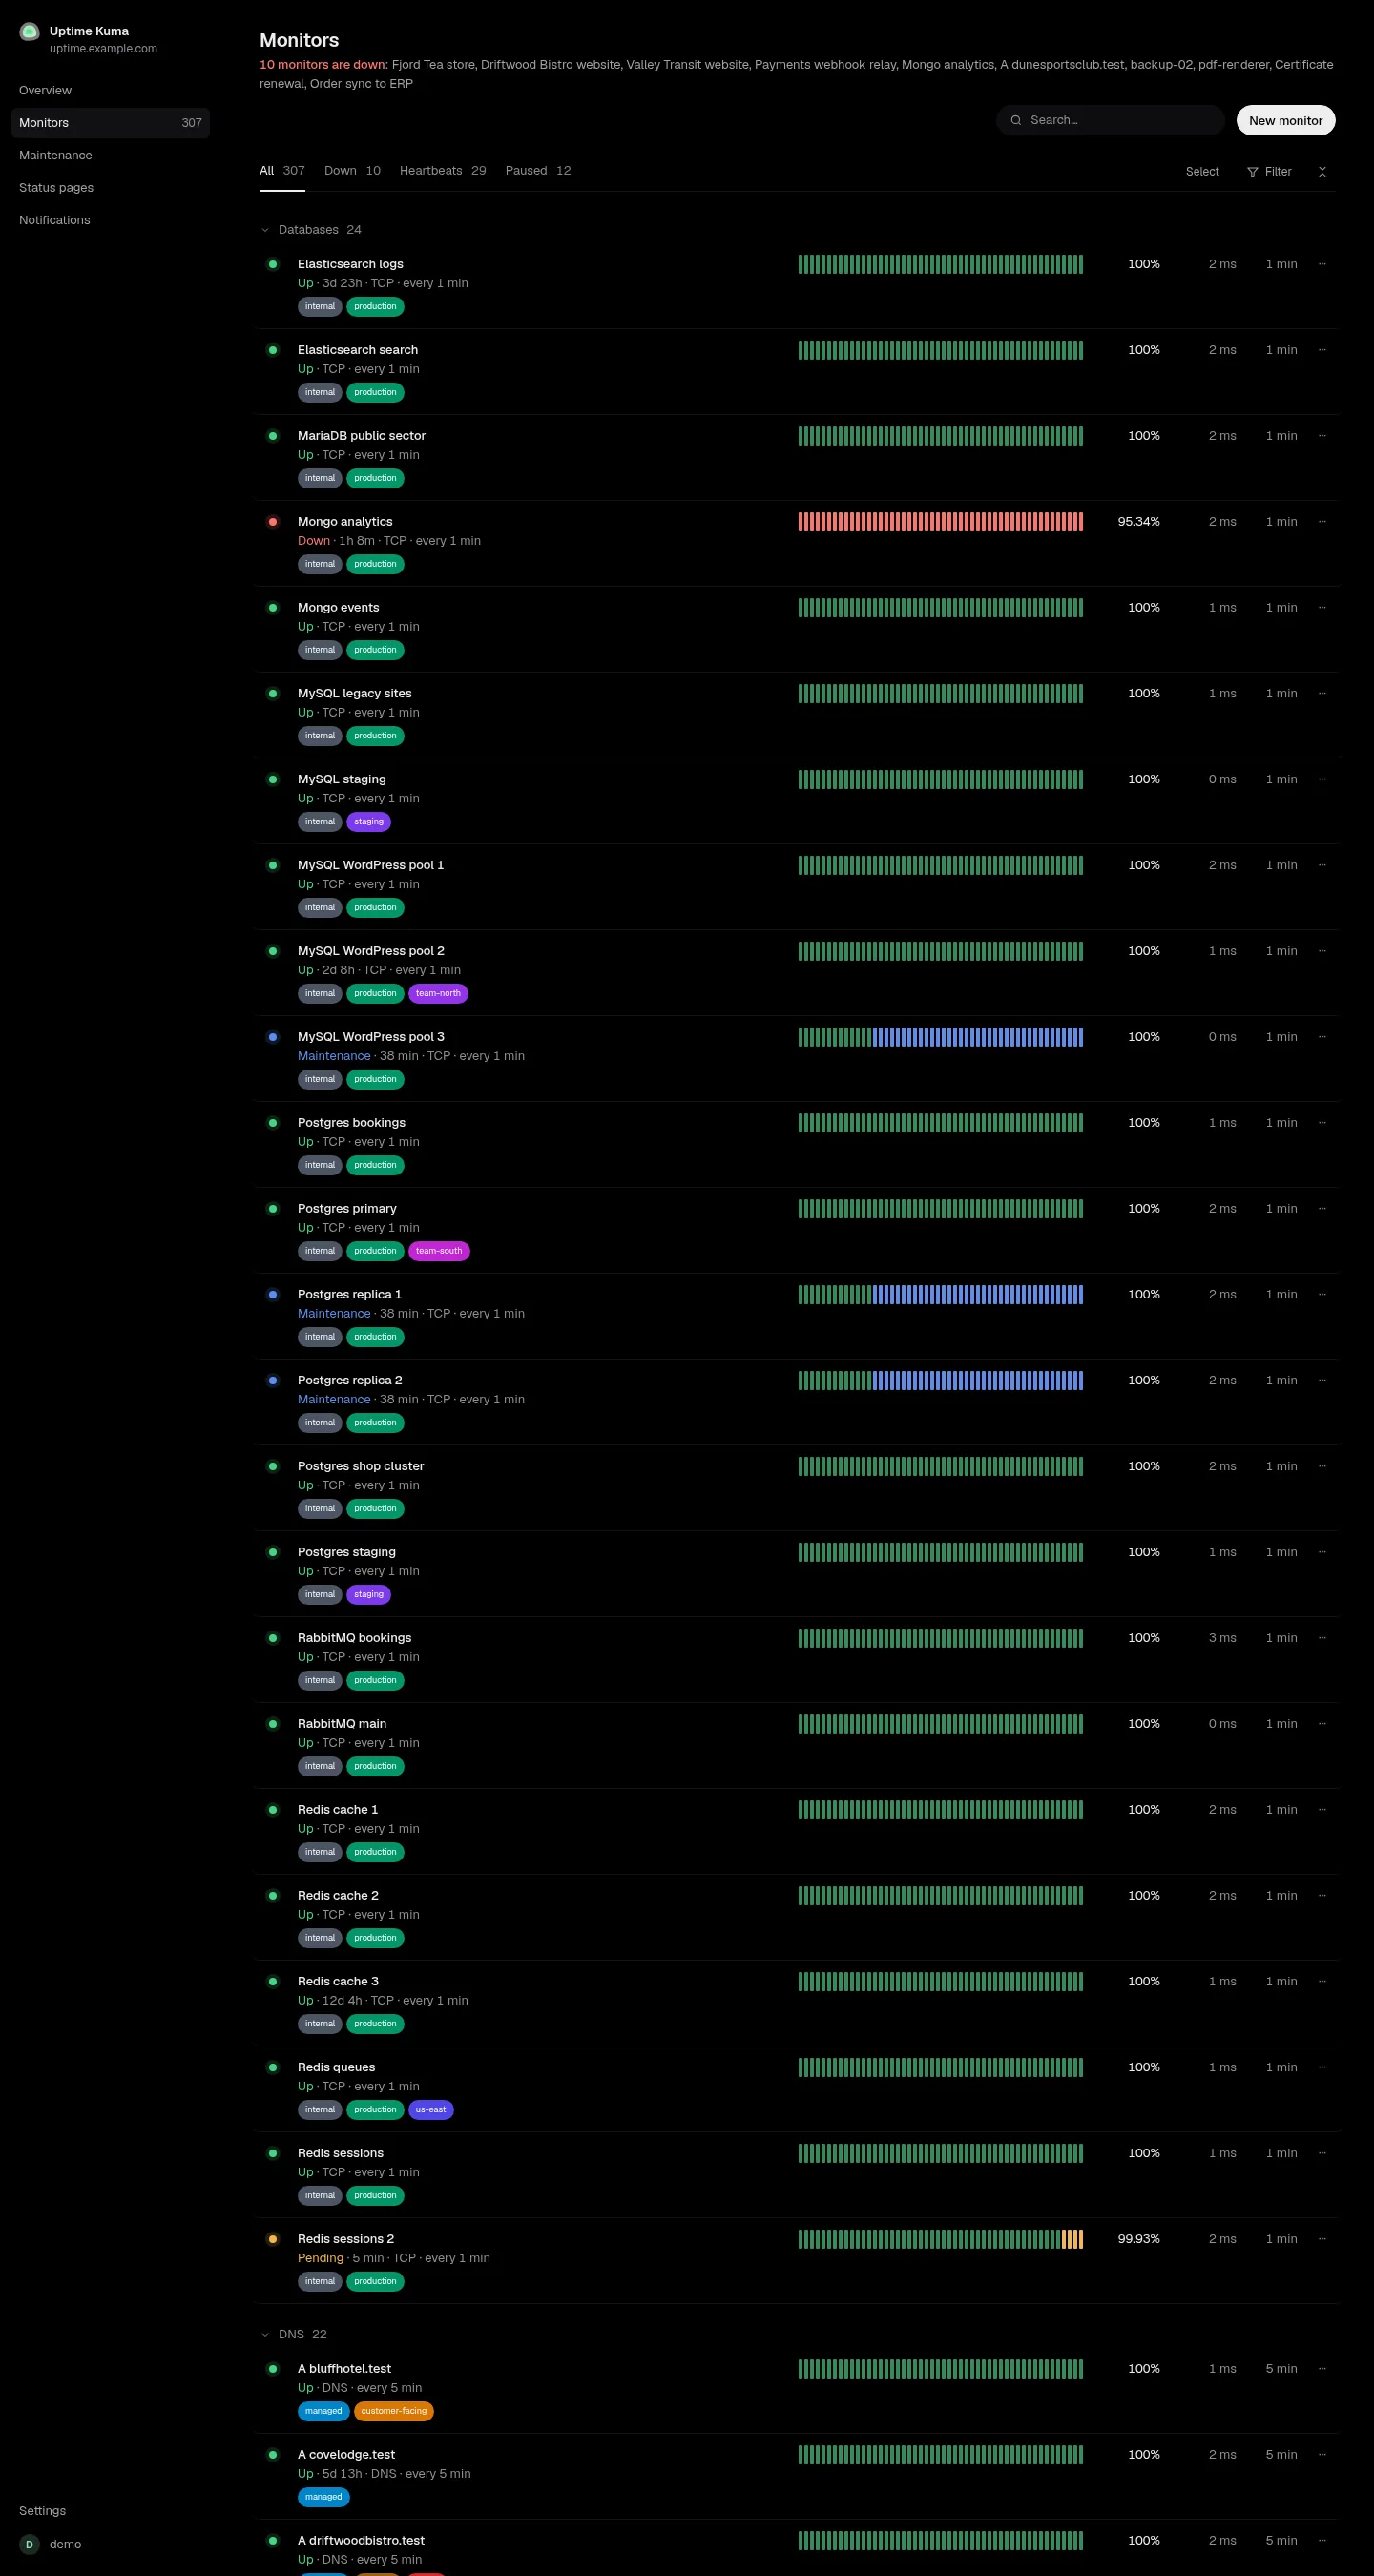 Uptime Kuma
uptime.example.com
Overview
Monitors 307
Maintenance
Status pages
Notifications
Monitors
10 monitors are down: Fjord Tea store, Driftwood Bistro website, Valley Transit website, Payments webhook relay, Mongo analytics, A dunesportsclub.test, backup-02, pdf-renderer, Certificate
renewal, Order sync to ERP
Search...
New monitor
All 307 Down 10 Heartbeats 29 Paused 12 Select Filter
Databases 24
Elasticsearch logs 100% 2 ms 1 min
Up · 3d 23h · TCP · every 1 min
internal production
Elasticsearch search 100% 2 ms 1 min
Up · TCP · every 1 min
internal production
MariaDB public sector 100% 2 ms 1 min
Up · TCP · every 1 min
internal production
Mongo analytics 95.34% 2 ms 1 min
Down · 1h 8m · TCP · every 1 min
internal production
Mongo events 100% 1 ms 1 min
Up · TCP · every 1 min
internal production
MySQL legacy sites 100% 1 ms 1 min
Up · TCP · every 1 min
internal production
MySQL staging 100% 0 ms 1 min
Up · TCP · every 1 min
internal staging
MySQL WordPress pool 1 100% 2 ms 1 min
Up · TCP · every 1 min
internal production
MySQL WordPress pool 2 100% 1 ms 1 min
Up · 2d 8h · TCP · every 1 min
internal production team-north
MySQL WordPress pool 3 100% 0 ms 1 min
Maintenance · 38 min · TCP · every 1 min
internal production
Postgres bookings 100% 1 ms 1 min
Up · TCP · every 1 min
internal production
Postgres primary 100% 2 ms 1 min
Up · TCP · every 1 min
internal production team-south
Postgres replica 1 100% 2 ms 1 min
Maintenance · 38 min · TCP · every 1 min
internal production
Postgres replica 2 100% 2 ms 1 min
Maintenance · 38 min · TCP · every 1 min
internal production
Postgres shop cluster 100% 2 ms 1 min
Up · TCP · every 1 min
internal production
Postgres staging 100% 1 ms 1 min
Up · TCP · every 1 min
internal staging
RabbitMQ bookings 100% 3 ms 1 min
Up · TCP · every 1 min
internal production
RabbitMQ main 100% 0 ms 1 min
Up · TCP · every 1 min
internal production
Redis cache 1 100% 2 ms 1 min
Up · TCP · every 1 min
internal production
Redis cache 2 100% 2 ms 1 min
Up · TCP · every 1 min
internal production
Redis cache 3 100% 1 ms 1 min
Up · 12d 4h · TCP · every 1 min
internal production
Redis queues 100% 1 ms 1 min
Up · TCP · every 1 min
internal production us-east
Redis sessions 100% 1 ms 1 min
Up · TCP · every 1 min
internal production
Redis sessions 2 99.93% 2 ms 1 min
Pending · 5 min · TCP · every 1 min
internal production
DNS 22
A bluffhotel.test 100% 1 ms 5 min
Up · DNS · every 5 min
managed customer-facing
A covelodge.test 100% 2 ms 5 min
Up · 5d 13h · DNS · every 5 min
managed
A driftwoodbistro.test 100% 2 ms 5 min
Up · DNS · every 5 min
Settings
D demo